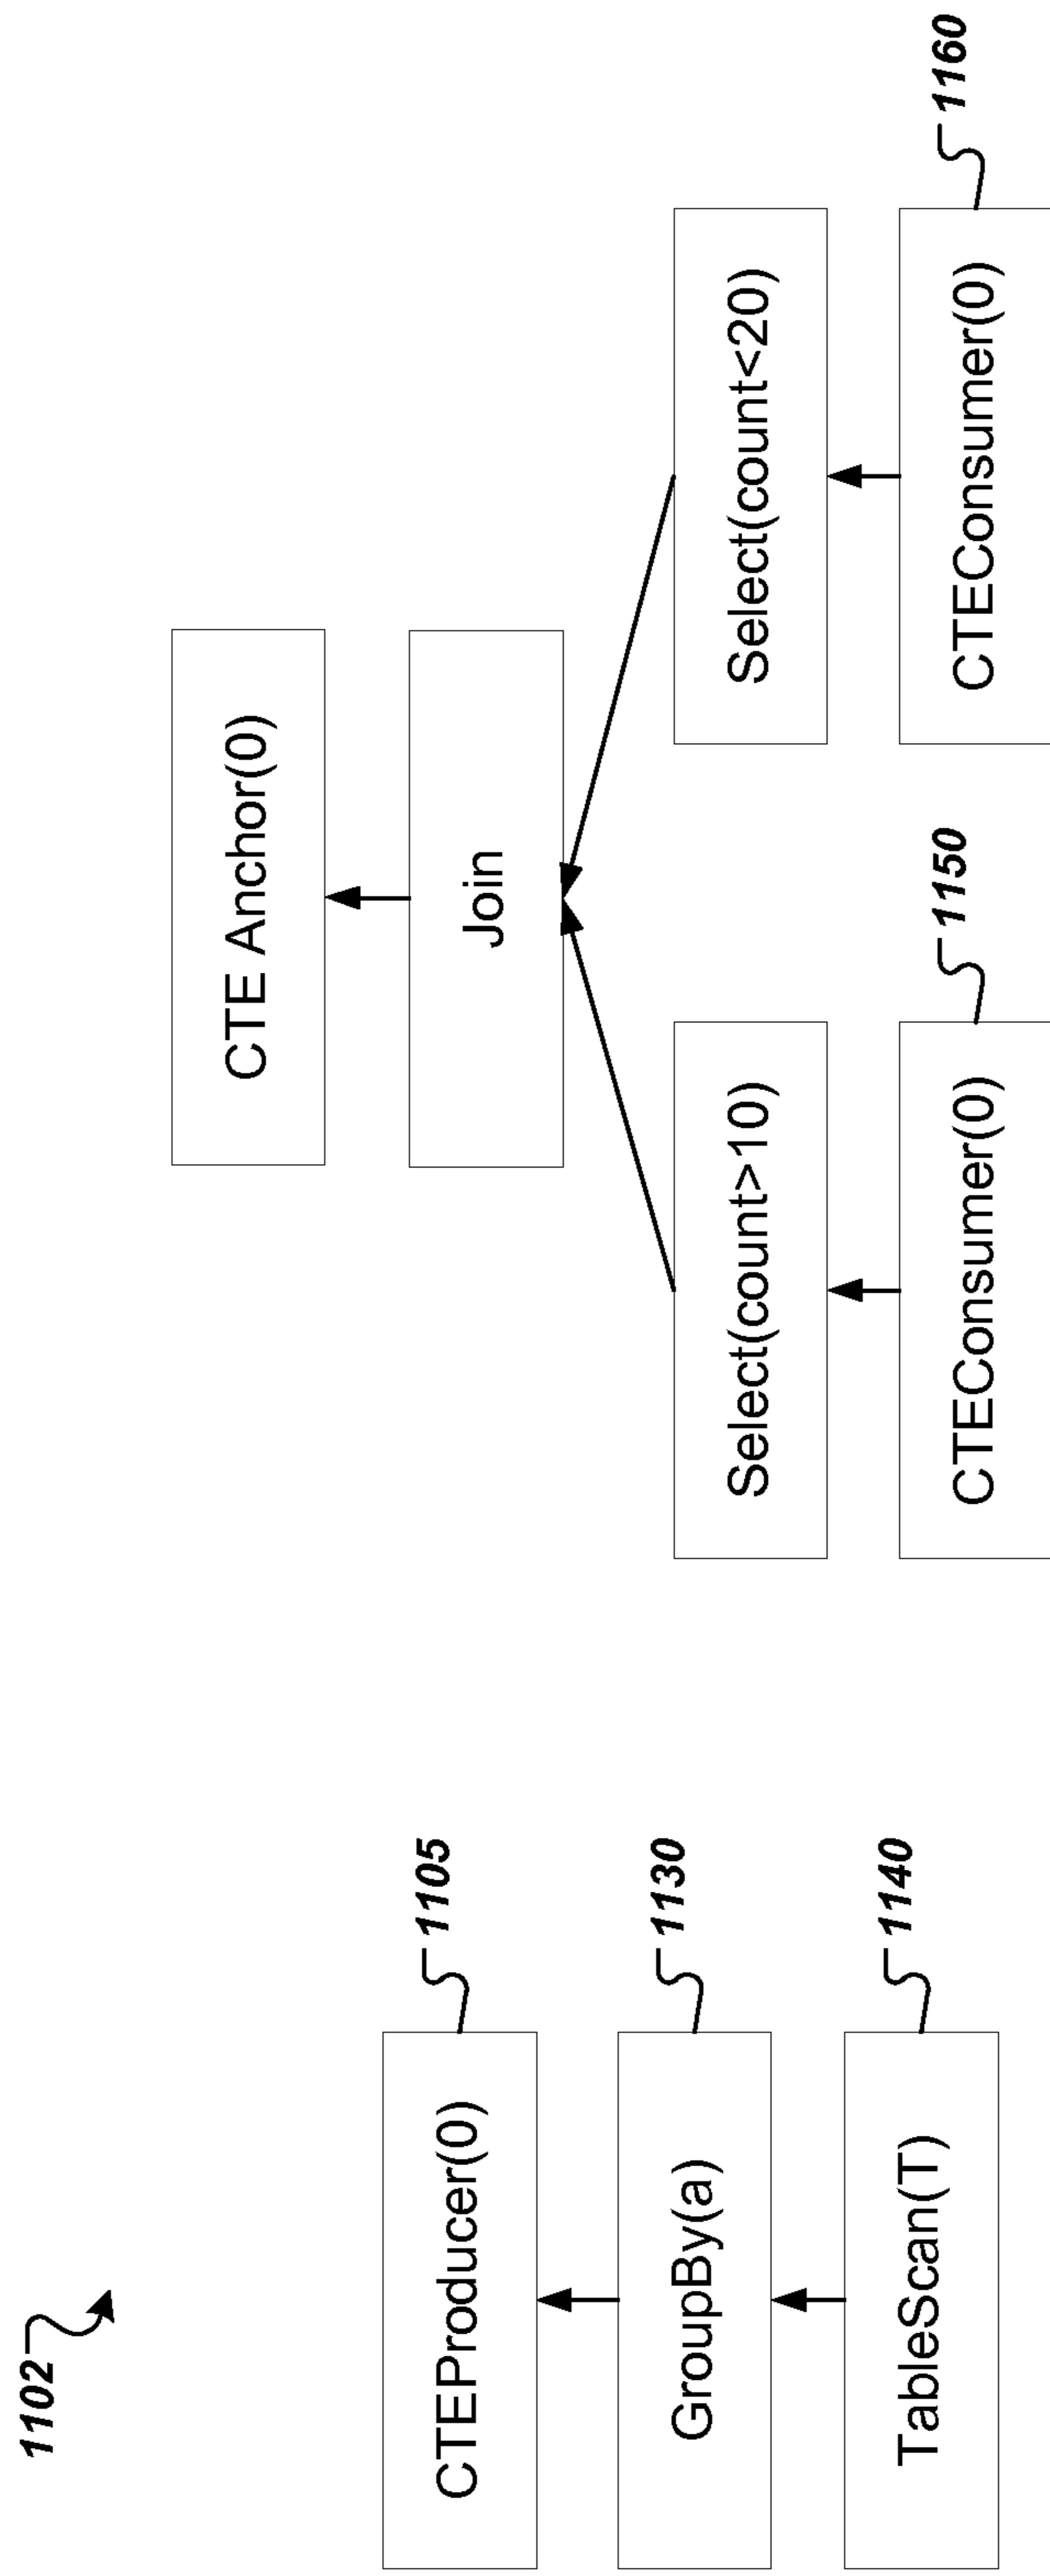 1102
CTEProducer(0)
1105
GroupBy(a)
1130
TableScan(T)
1140
CTE Anchor(0)
Join
Select(count>10)
Select(count<20)
CTEConsumer(0)
1150
CTEConsumer(0)
1160